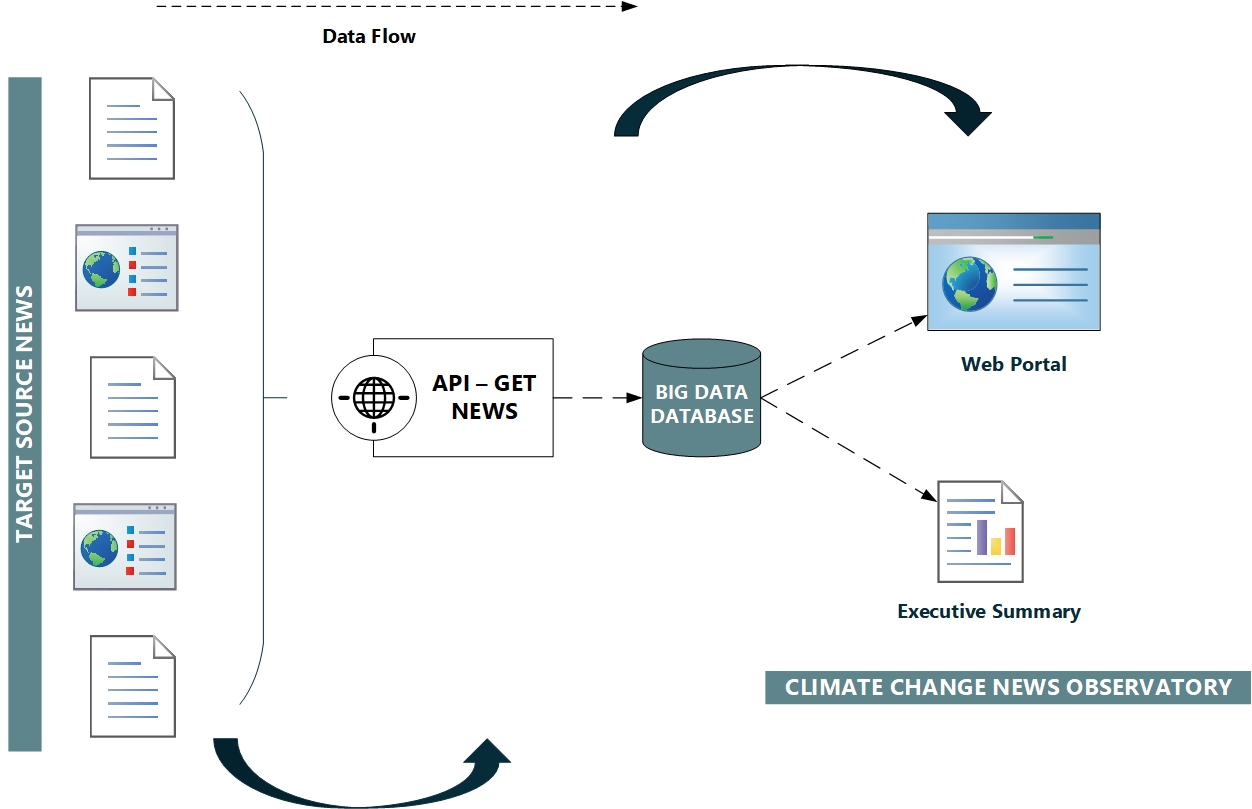 Data Flow
TARGET SOURCE NEWS
API – GET
NEWS
BIG DATA
DATABASE
Web Portal
Executive Summary
CLIMATE CHANGE NEWS OBSERVATORY